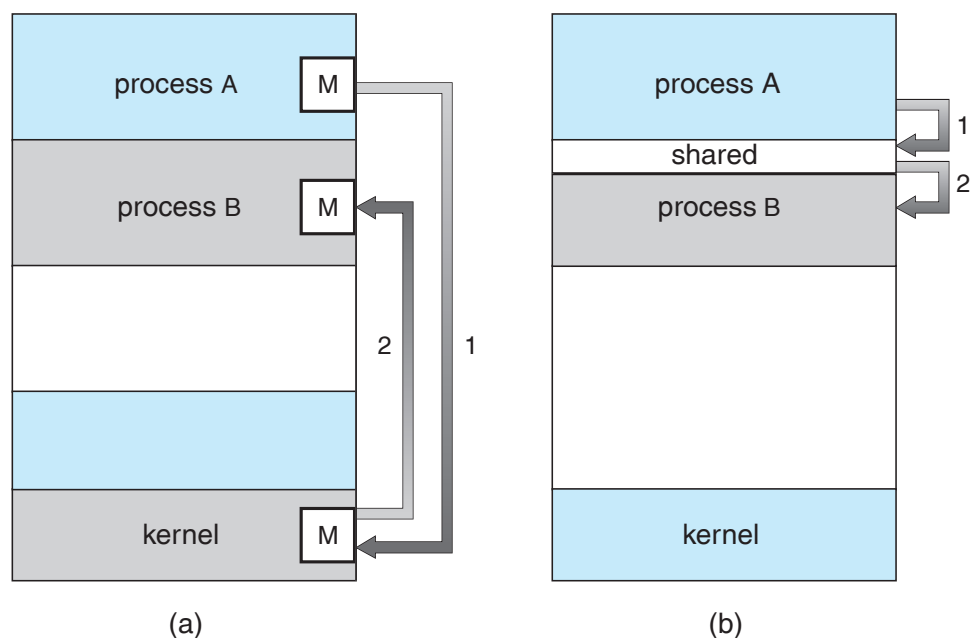 process A
M
process B
M
2
1
kernel
M
(a)
process A
1
shared
2
process B
kernel
(b)